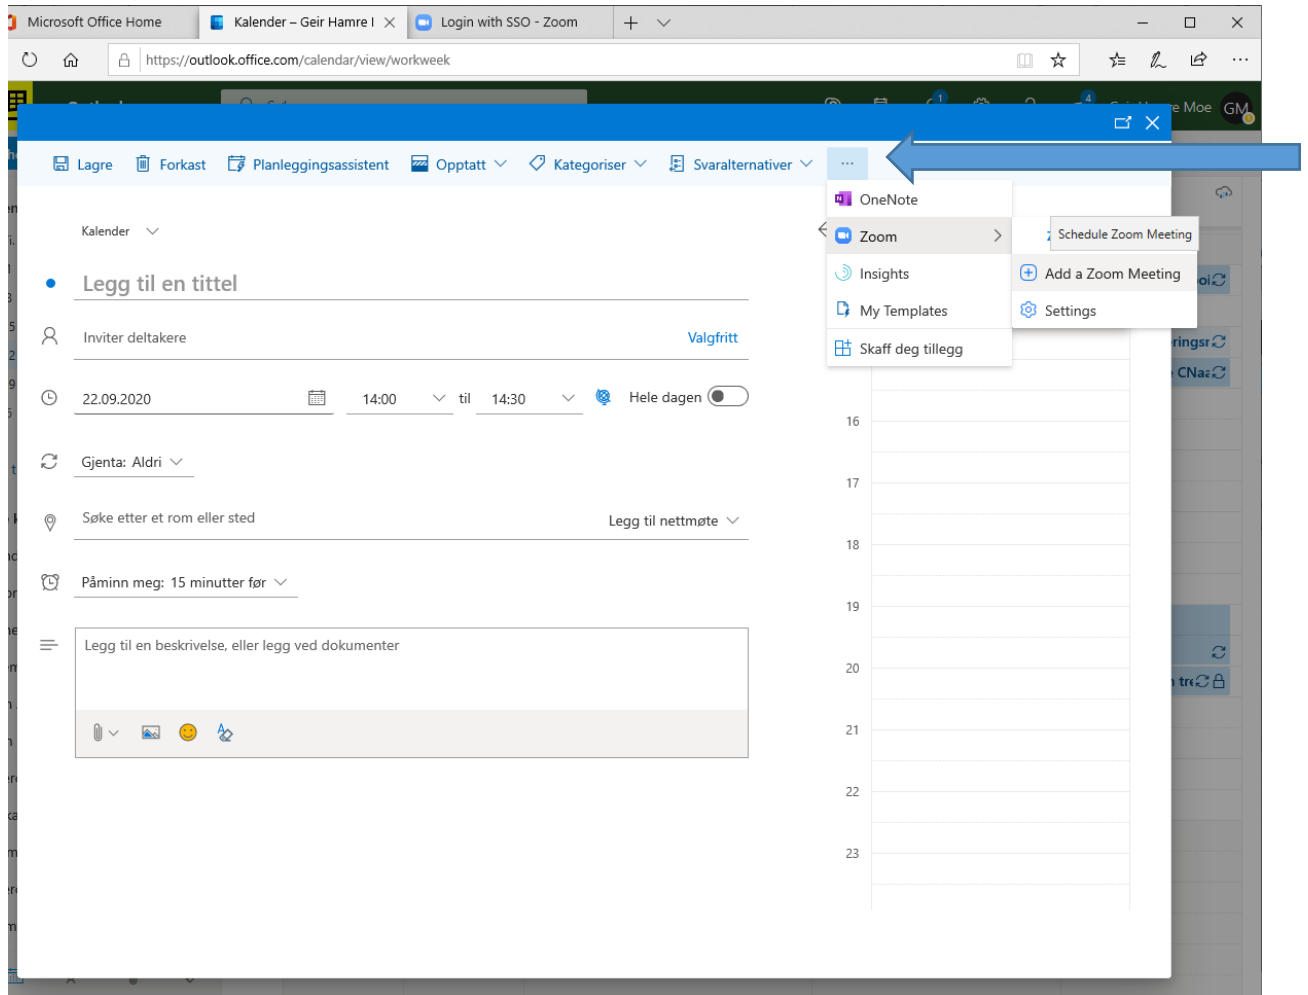 Microsoft Office Home
Kalender – Geir Hamre
Login with SSO - Zoom
https://outlook.office.com/calendar/view/workweek
1
4
Moe
GM
Lagre
Forkast
Planleggingsassistent
Opptatt
Kategoriser
Svaralternativer
OneNote
Kalender
Zoom
Schedule Zoom Meeting
Legg til en tittel
Insights
Add a Zoom Meeting
My Templates
Settings
Inviter deltakere
Valgfritt
Skaff deg tillegg
22.09.2020
14:00
til
14:30
Hele dagen
16
Gjenta: Aldri
17
Søke etter et rom eller sted
Legg til nettmøte
18
Påminn meg: 15 minutter før
19
Legg til en beskrivelse, eller legg ved dokumenter
20
21
22
23